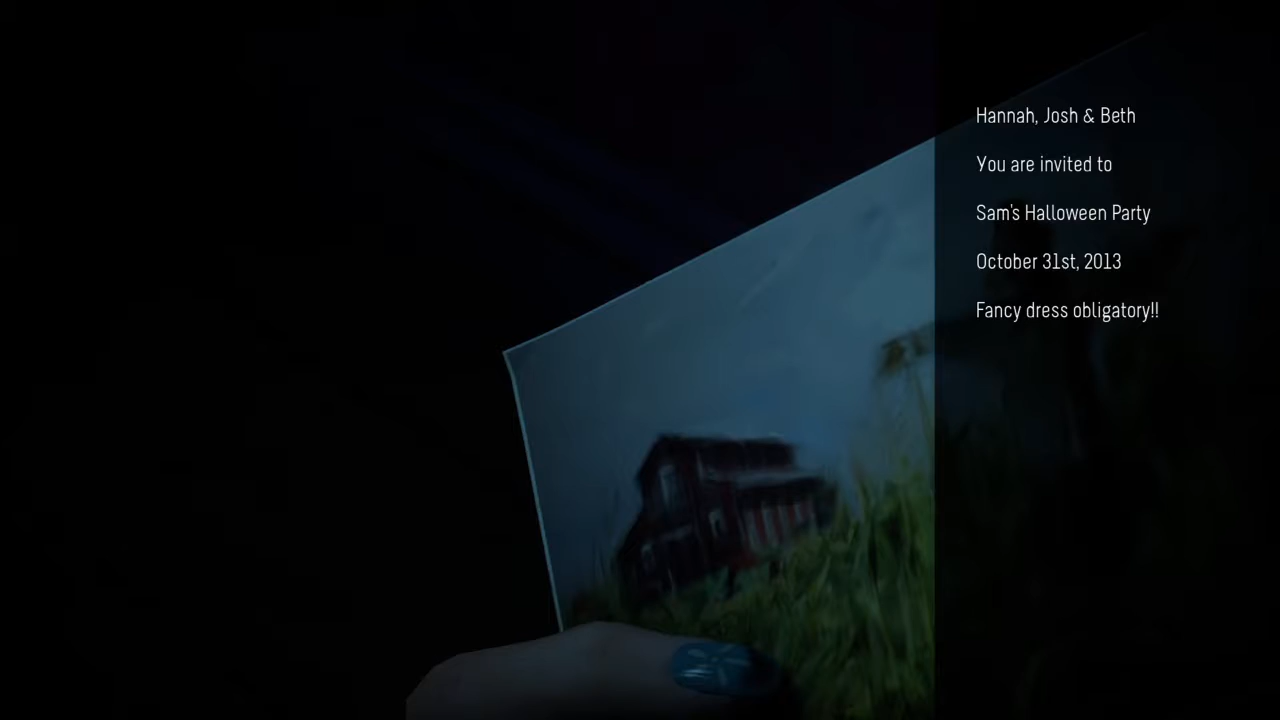 Hannah, Josh & Beth
You are invited to
Sam's Halloween Party
October 31st, 2013
Fancy dress obligatory!!